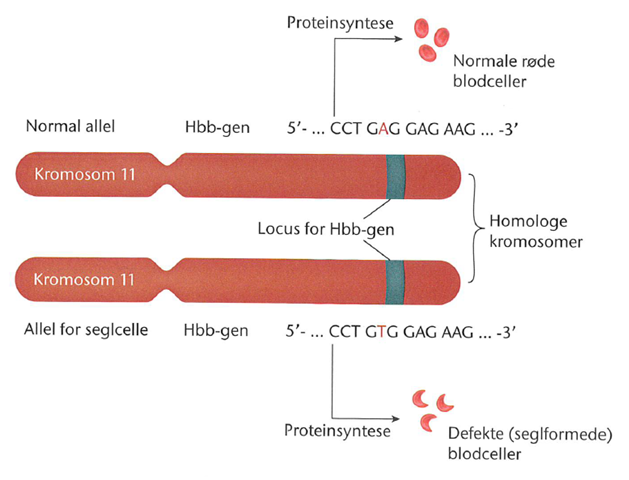 Proteinsyntese
Normale røde
blodceller
Normal allel
Hbb-gen
5'- ... CCT GAG GAG AAG ... -3'
Kromosom 11
Locus for Hbb-gen
Homologe
kromosomer
Kromosom 11
Allel for seglcelle
Hbb-gen
5'- ... CCT GTG GAG AAG ... -3'
Proteinsyntese
Defekte (seglformede)
blodceller